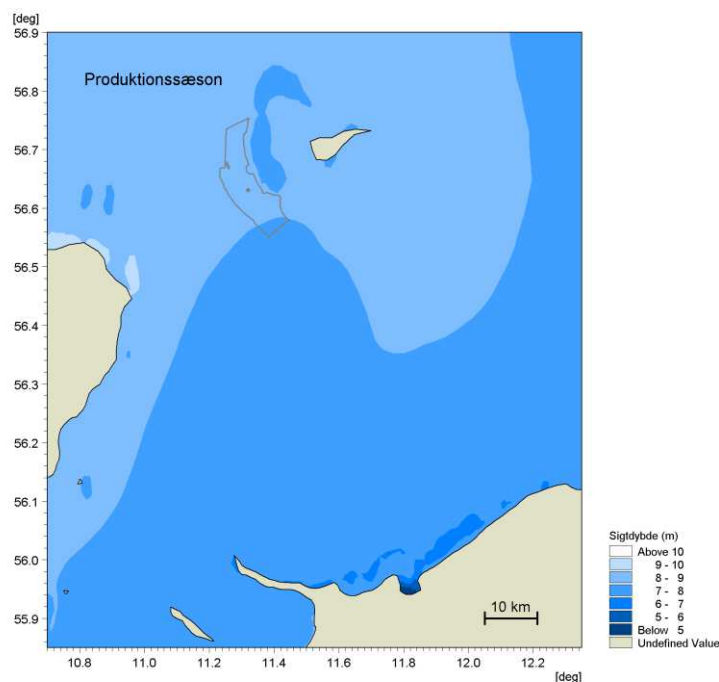 [deg]
56.9
Produktionssæson
56.8
56.7
56.6
56.5
56.4
56.3
56.2
56.1
56.0
55.9
10 km
10.8 11.0 11.2 11.4 11.6 11.8 12.0 12.2
[deg]
Sigtdybde (m)
Above 10
9 - 10
8 - 9
7 - 8
6 - 7
5 - 6
Below 5
Undefined Value